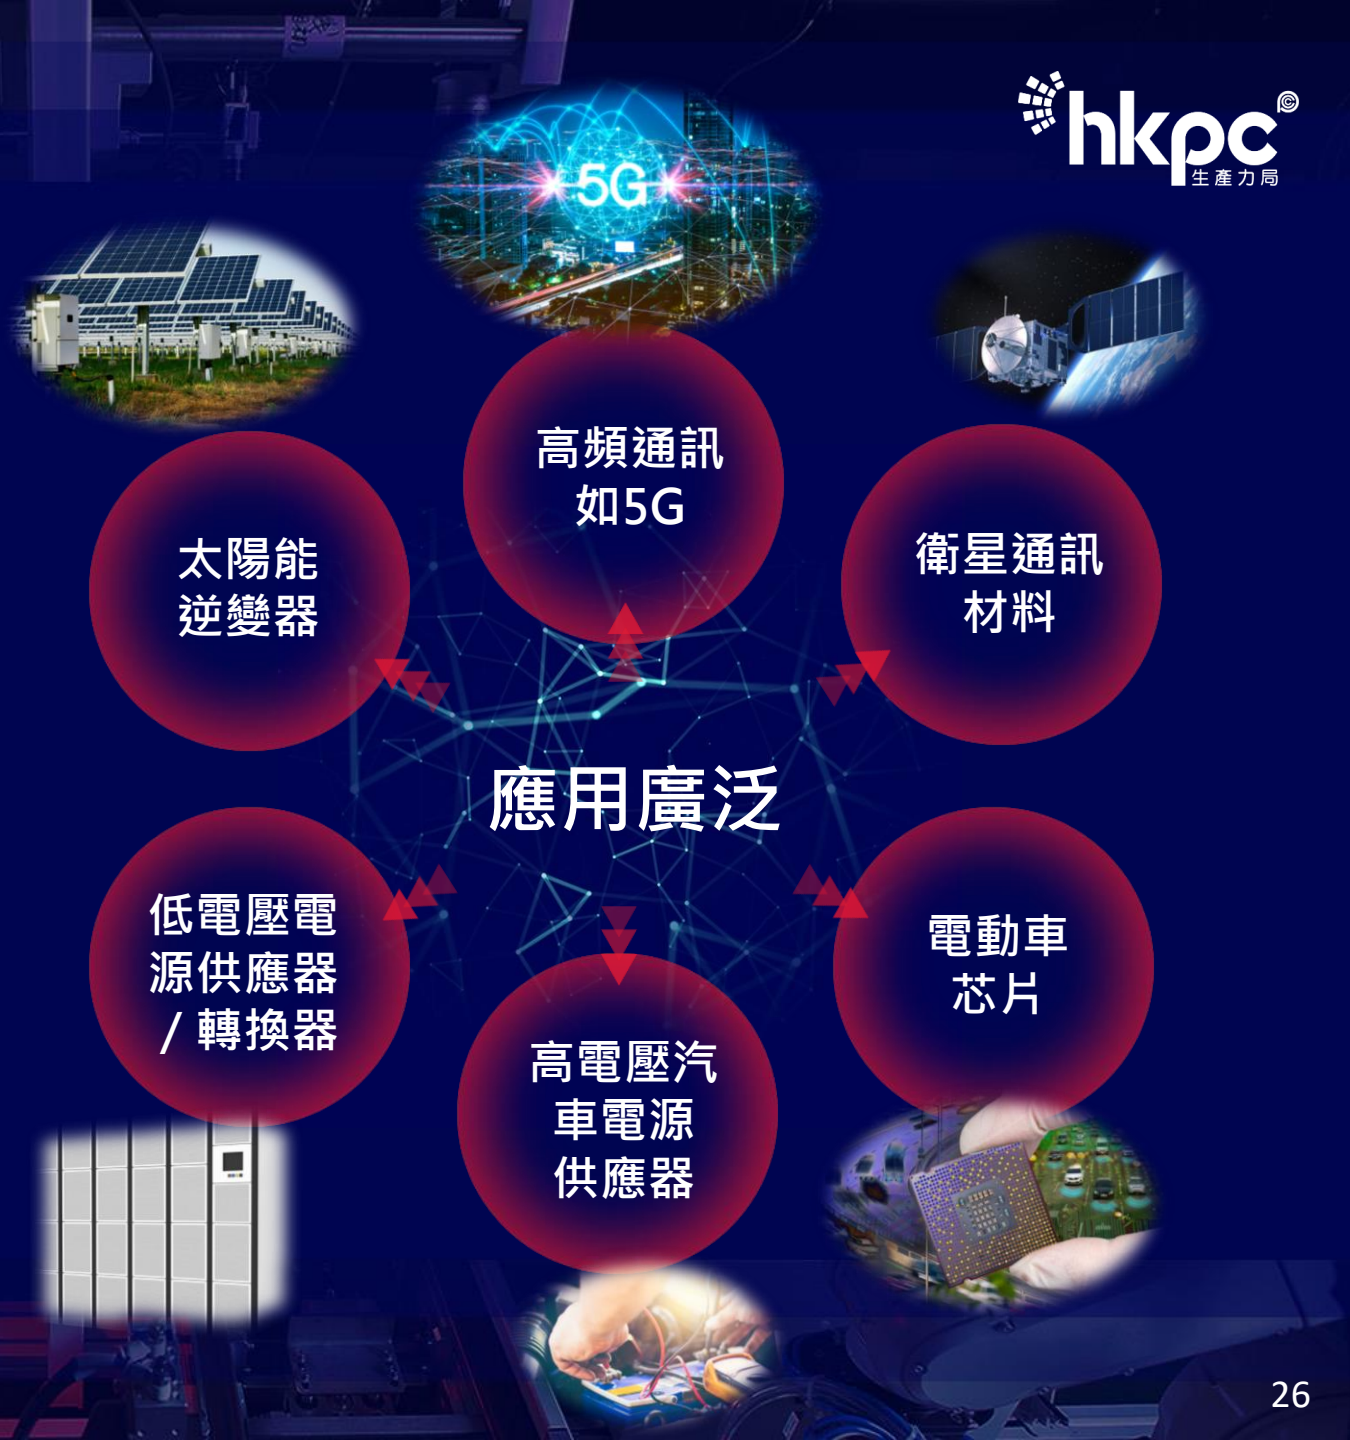 hkpc
生產力局
5G
高頻通訊
如5G
太陽能
逆變器
衛星通訊
材料
應用廣泛
低電壓電
源供應器
/ 轉換器
電動車
芯片
高電壓汽
車電源
供應器
26